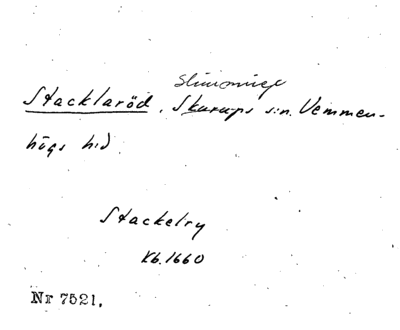 Slimminge
Stacklaröd, Skurups s:n. Vemmen-
högs hd.
Stackelry
Kb. 1660
Nr 7521.